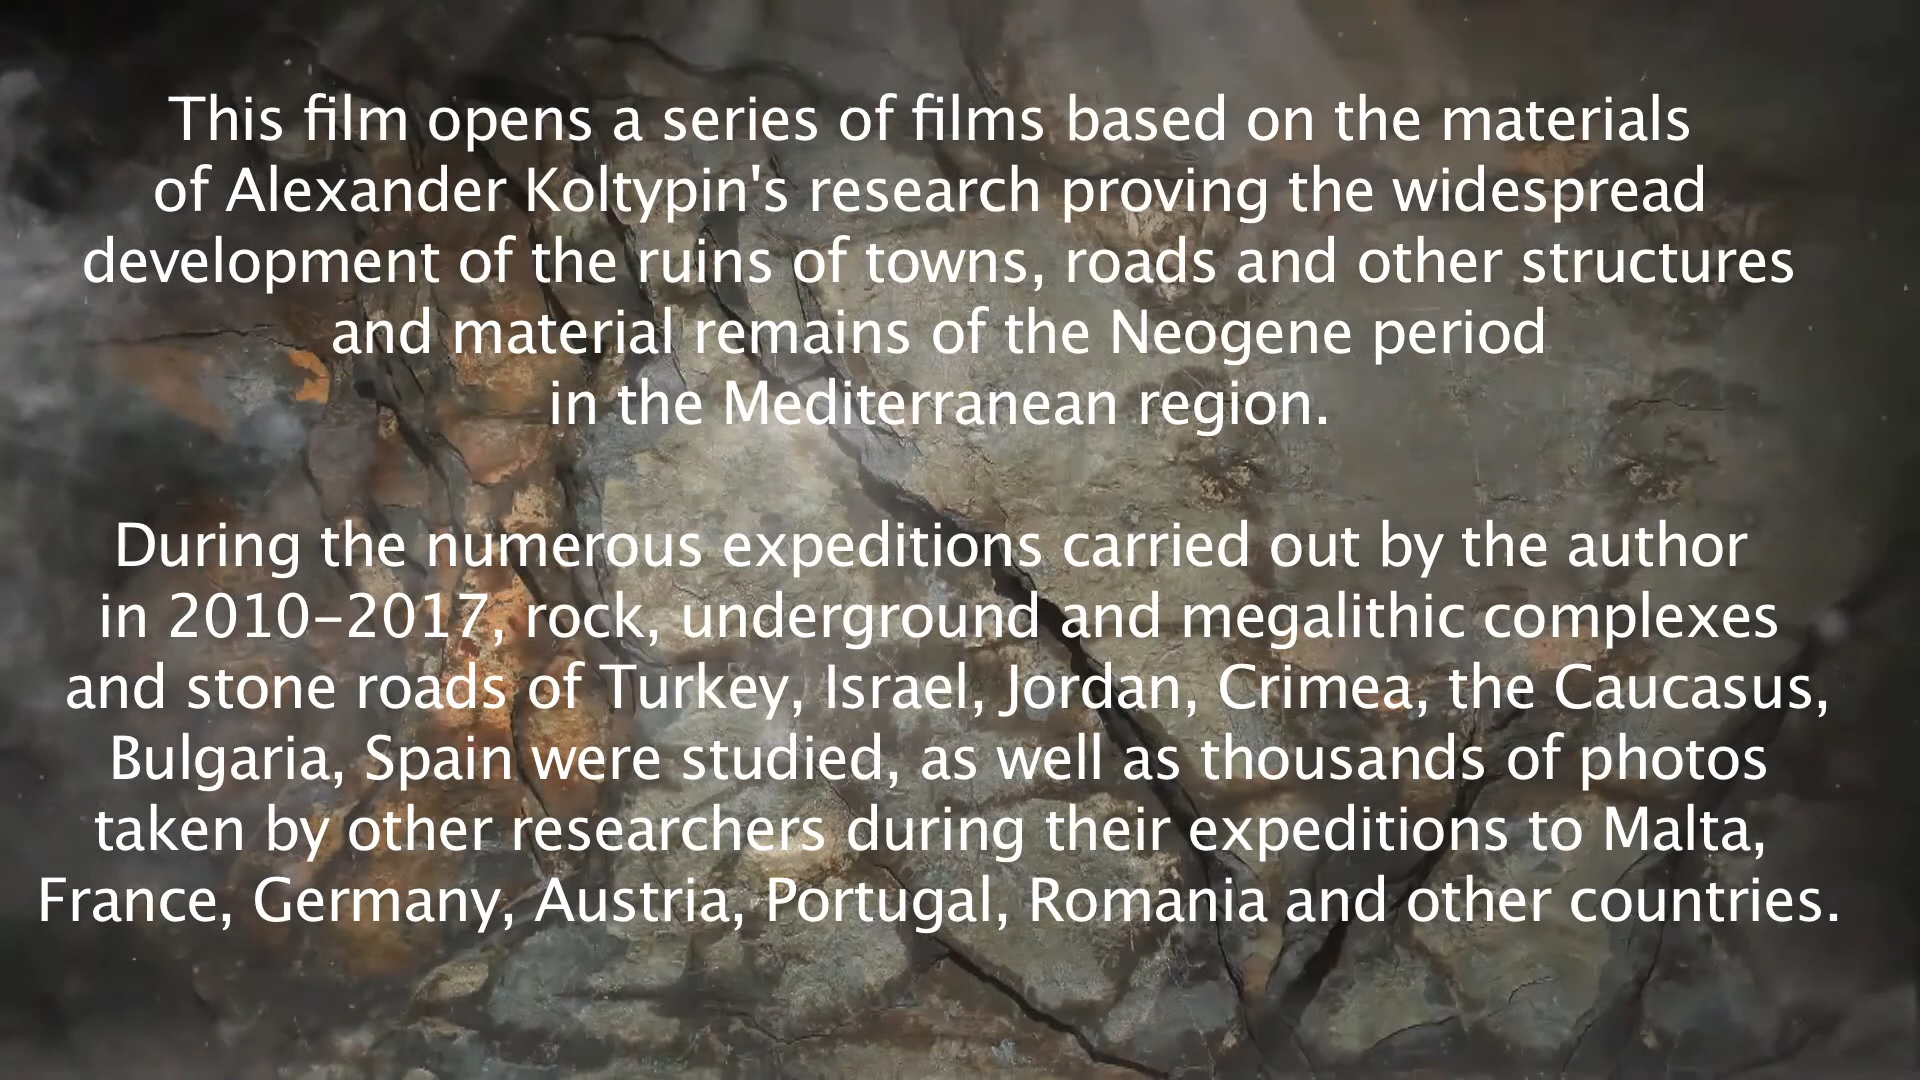 This film opens a series of films based on the materials
of Alexander Koltypin's research proving the widespread
development of the ruins of towns, roads and other structures
and material remains of the Neogene period
in the Mediterranean region.
During the numerous expeditions carried out by the author
in 2010–2017, rock, underground and megalithic complexes
and stone roads of Turkey, Israel, Jordan, Crimea, the Caucasus,
Bulgaria, Spain were studied, as well as thousands of photos
taken by other researchers during their expeditions to Malta,
France, Germany, Austria, Portugal, Romania and other countries.